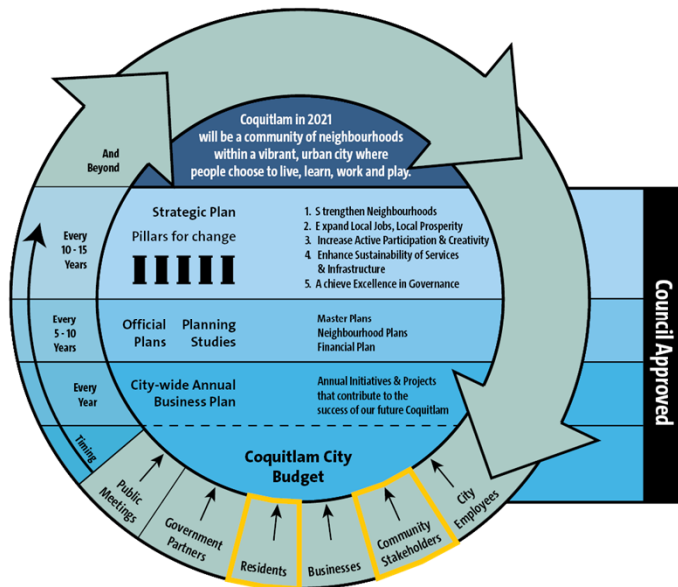 Coquitlam in 2021
will be a community of neighbourhoods
within a vibrant, urban city where
people choose to live, learn, work and play.
And
Beyond
Every
10 - 15
Years
Strategic Plan
Pillars for change
1. S trengthen Neighbourhoods
2. E xpand Local Jobs, Local Prosperity
3. Increase Active Participation & Creativity
4. Enhance Sustainability of Services
& Infrastructure
5. A chieve Excellence in Governance
Every
5 - 10
Years
Official Planning
Plans Studies
Master Plans
Neighbourhood Plans
Financial Plan
Every
Year
City-wide Annual
Business Plan
Annual Initiatives & Projects
that contribute to the
success of our future Coquitlam
Timing
Coquitlam City
Budget
Public
Meetings
Government
Partners
Residents
Businesses
Community
Stakeholders
City
Employees
Council Approved